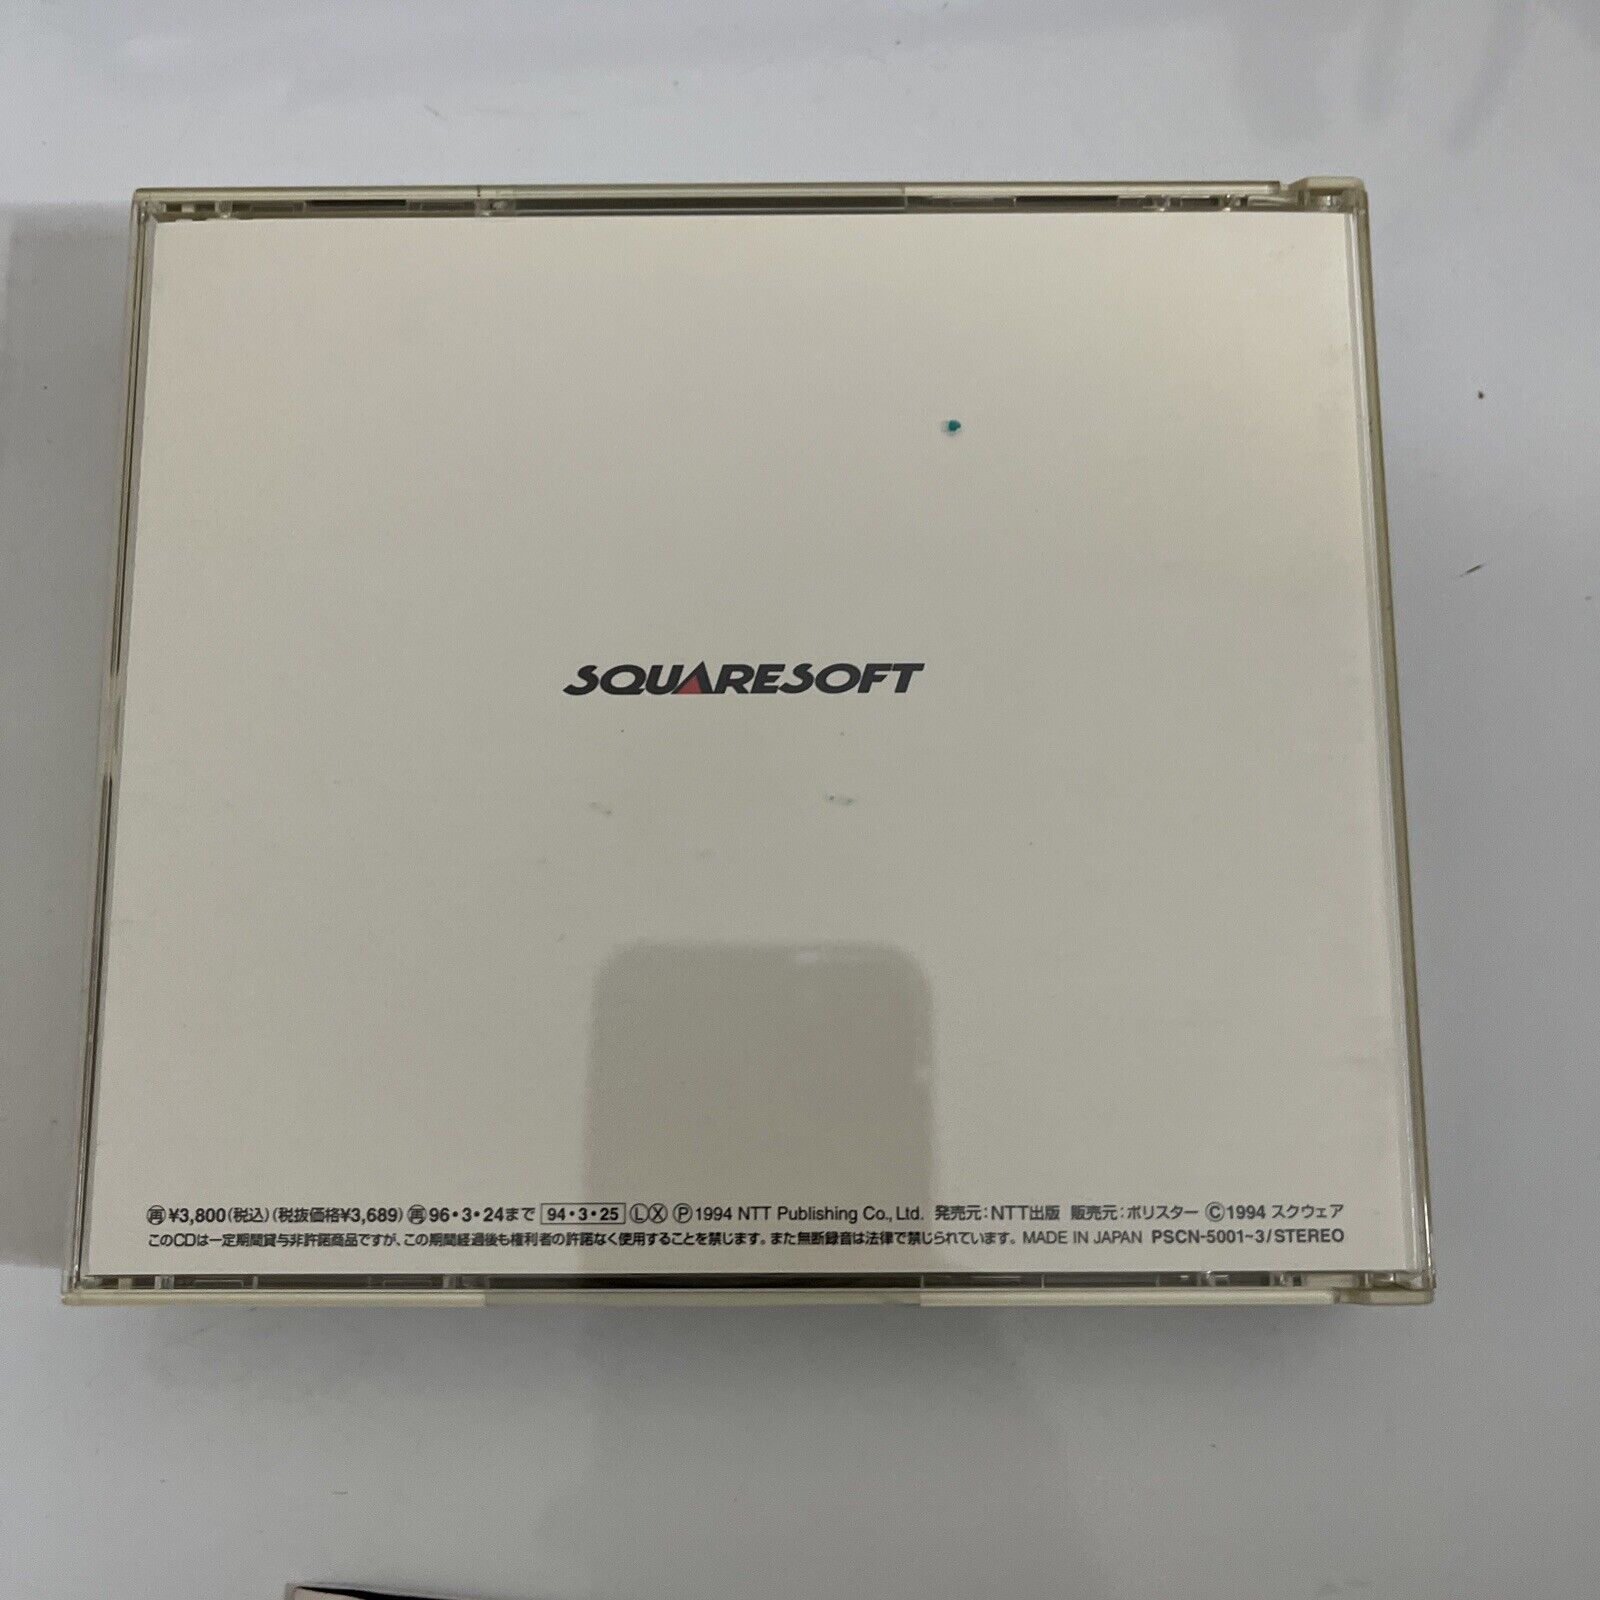 SQUARESOFT
再 ¥3,800(税込)(税抜価格¥3,689) 再 96・3・24まで 94・3・25 Ⓛ Ⓧ Ⓟ1994 NTT Publishing Co., Ltd. 発売元:NTT出版 販売元:ポリスター ©1994 スクウェア
このCDは一定期間貸与非許諾商品ですが、この期間経過後も権利者の許諾なく使用することを禁じます。また無断録音は法律で禁じられています。MADE IN JAPAN PSCN-5001~3/STEREO